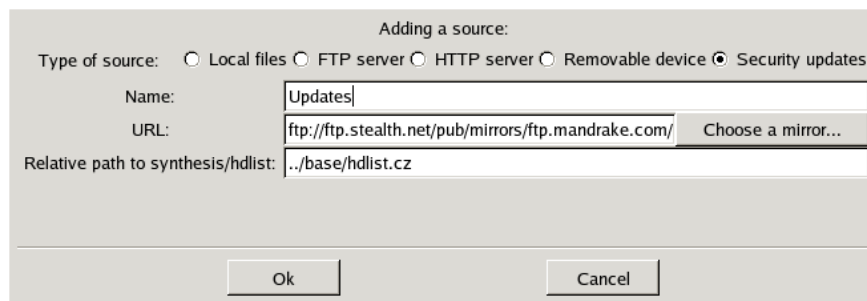 Adding a source:
Type of source: Local files FTP server HTTP server Removable device Security updates
Name: Updates
URL: ftp://ftp.stealth.net/pub/mirrors/ftp.mandrake.com/ Choose a mirror...
Relative path to synthesis/hdlist: ../base/hdlist.cz
Ok Cancel